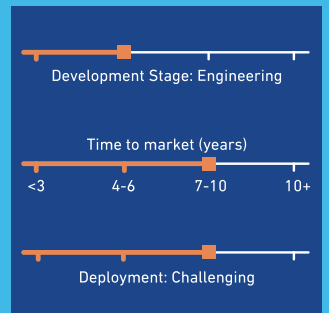 Development Stage: Engineering
Time to market (years)
<3 4-6 7-10 10+
Deployment: Challenging